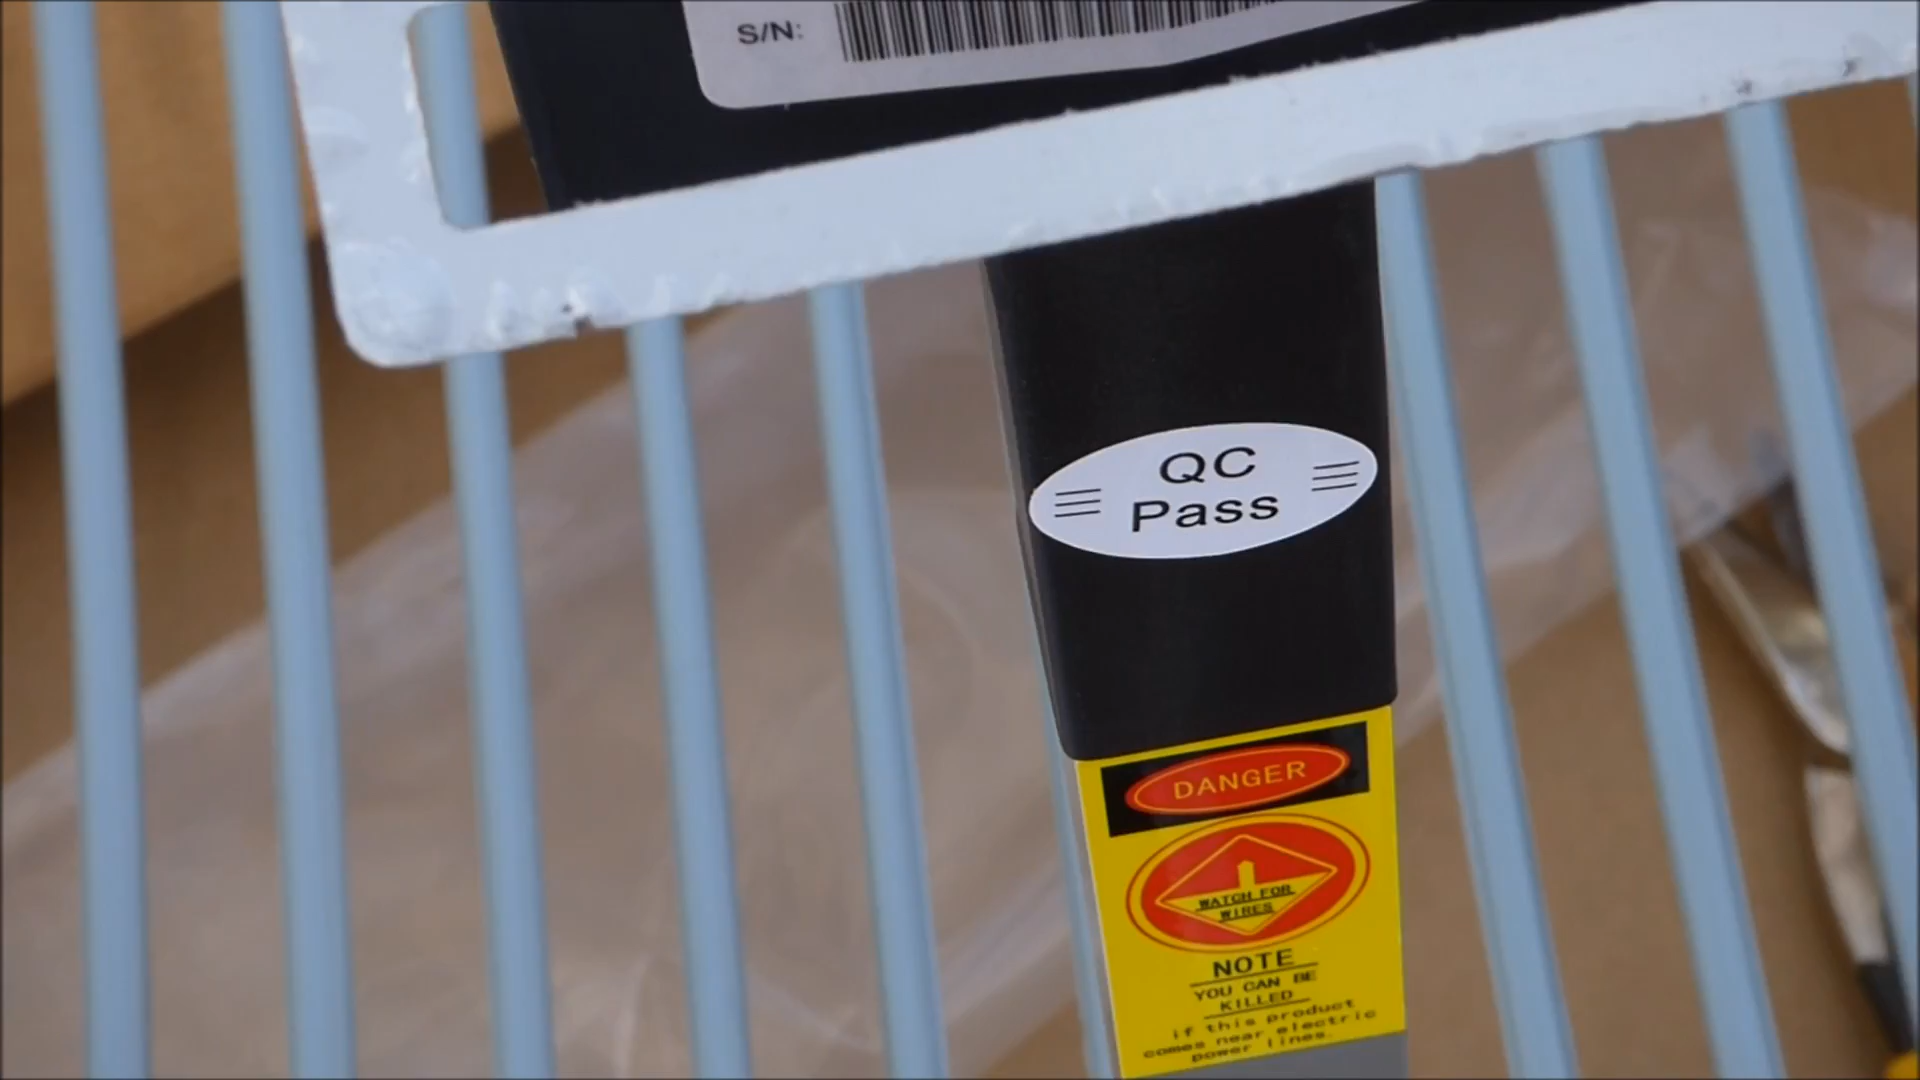 S/N:
QC
Pass
DANGER
WATCH FOR
WIRES
NOTE
YOU CAN BE
KILLED
if this product
comes near electric
power lines.